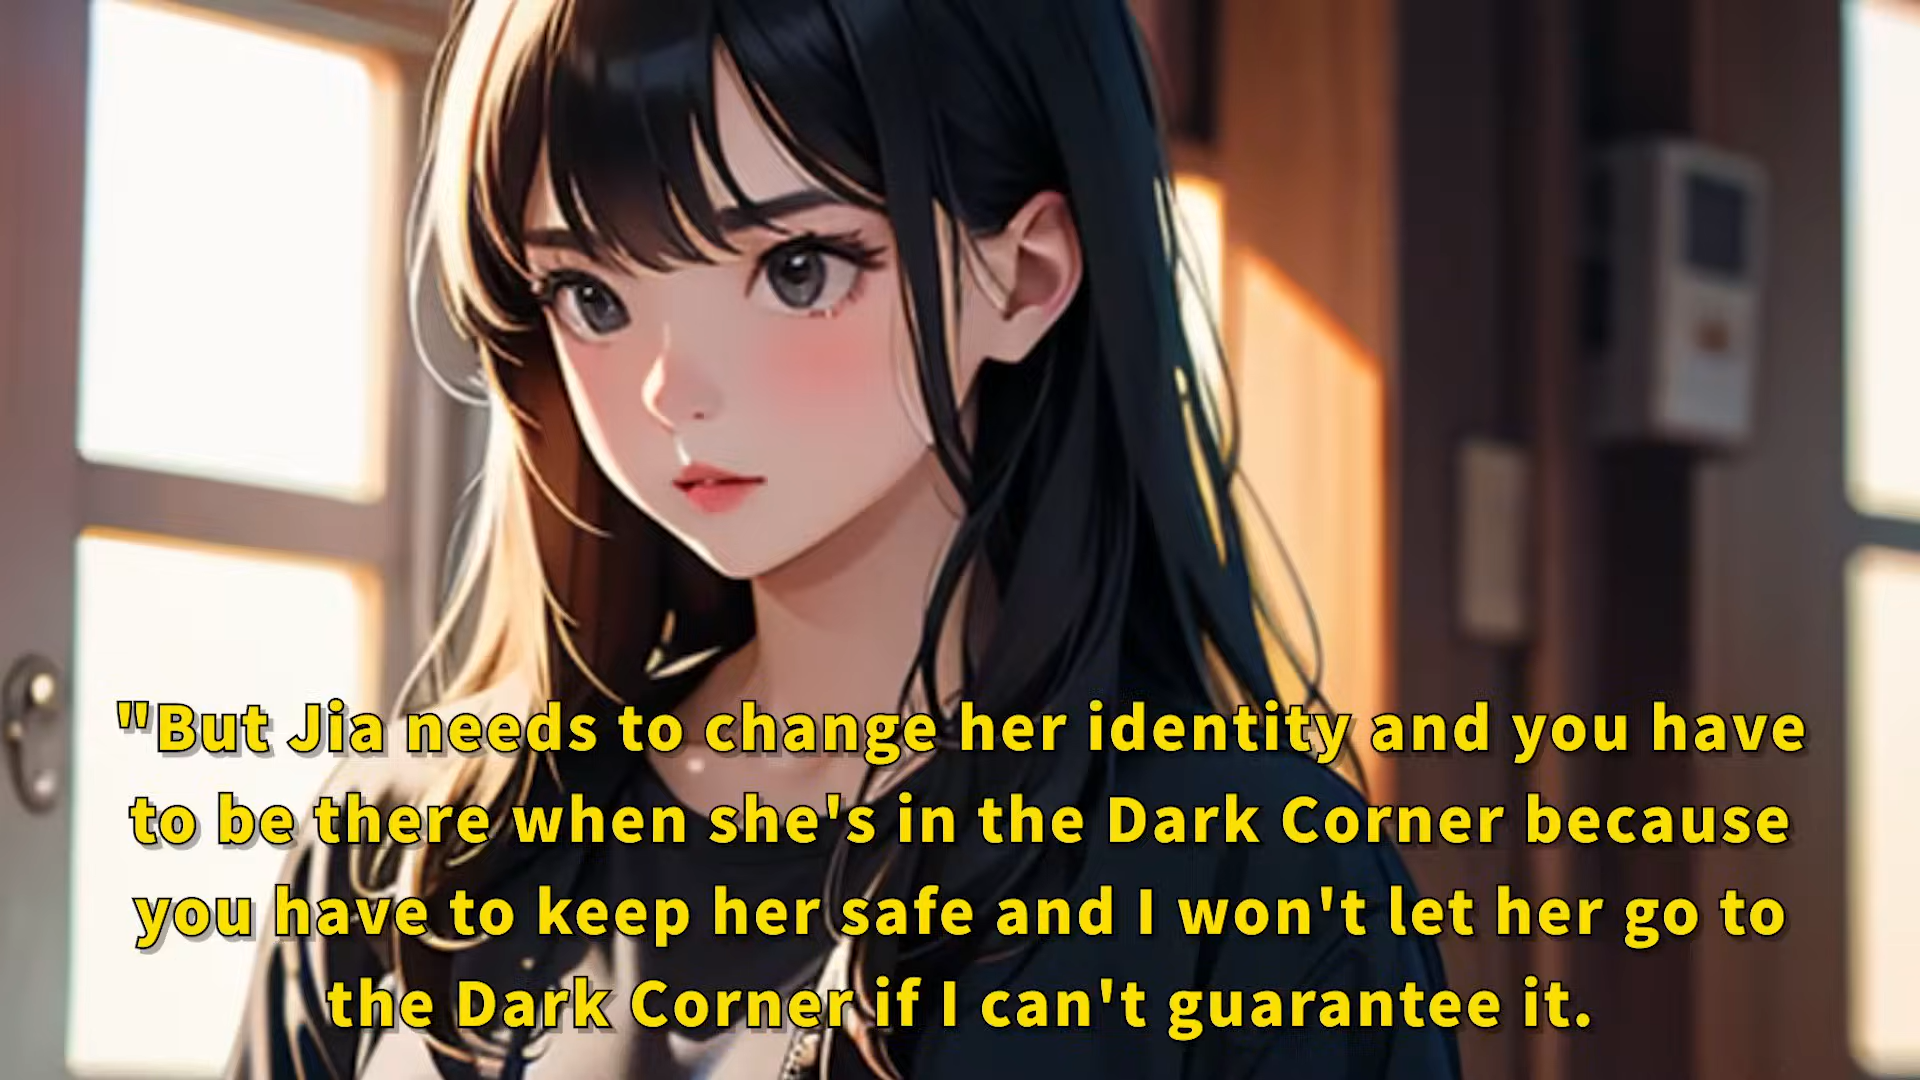 "But Jia needs to change her identity and you have
to be there when she's in the Dark Corner because
you have to keep her safe and I won't let her go to
the Dark Corner if I can't guarantee it.